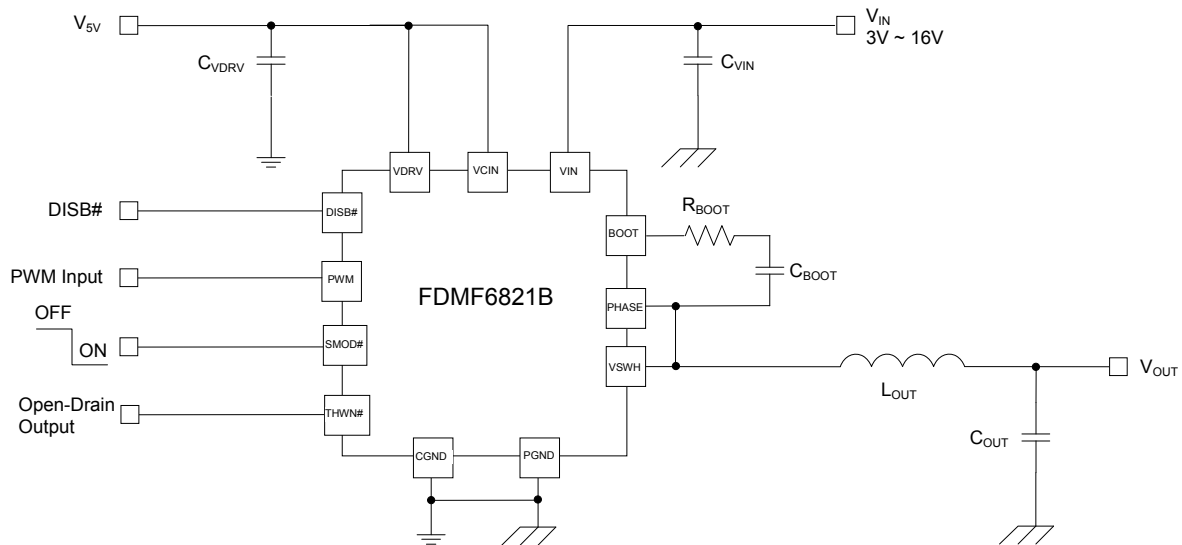 V5V
CVDRV
CVIN
VIN
3V ~ 16V
VDRV
VCIN
VIN
DISB#
DISB#
BOOT
RBOOT
CBOOT
PWM Input
PWM
FDMF6821B
PHASE
OFF
ON
SMOD#
VSWH
LOUT
VOUT
Open-Drain
Output
THWN#
COUT
CGND
PGND